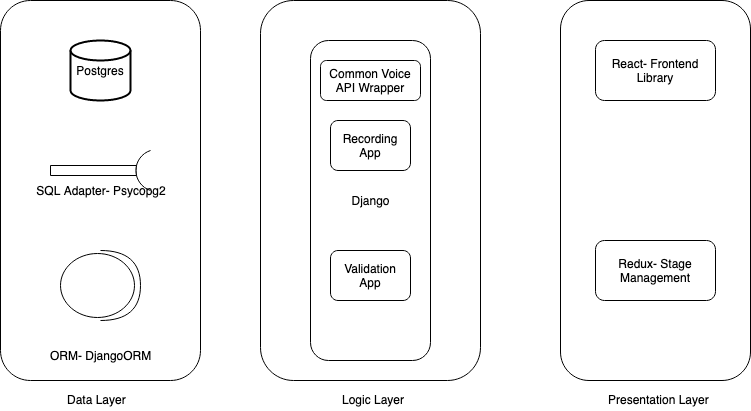 Postgres
SQL Adapter- Psycopg2
ORM- DjangoORM
Data Layer
Common Voice
API Wrapper
Recording
App
Django
Validation
App
Logic Layer
React- Frontend
Library
Redux- Stage
Management
Presentation Layer